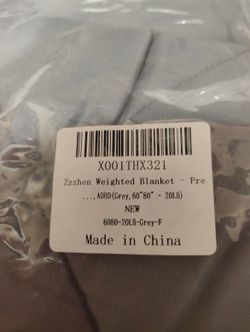 X001THX321
Zzzhen Weighted Blanket - Pre
...,ADHD(Grey,60"80" - 20LB)
NEW
6080-20LB-Grey-F
Made in China